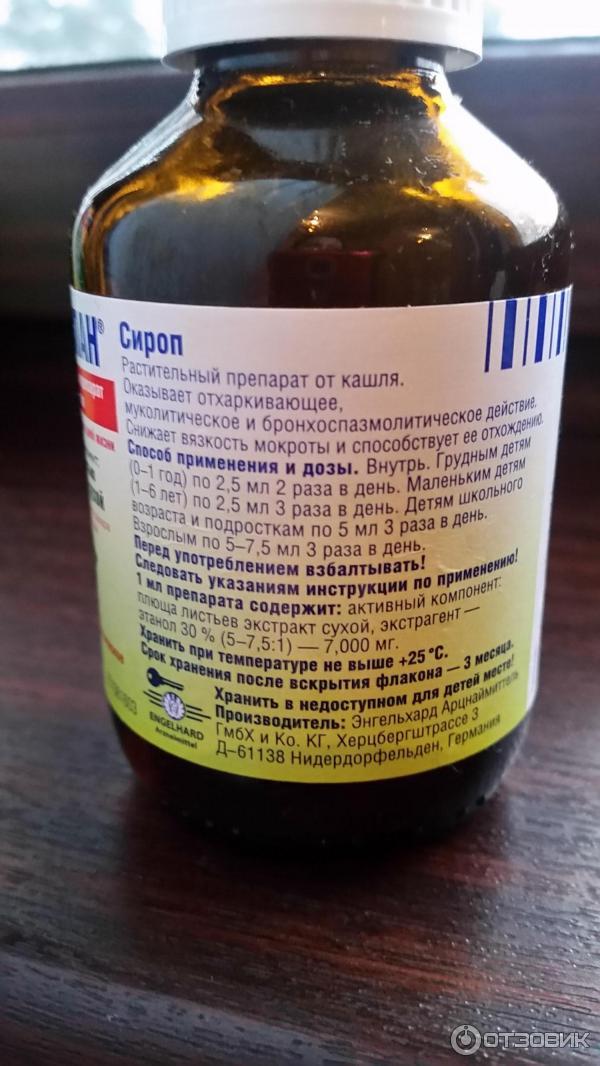 Сироп
Растительный препарат от кашля.
Оказывает отхаркивающее,
муколитическое и бронхоспазмолитическое действие.
Снижает вязкость мокроты и способствует ее отхождению.
Способ применения и дозы. Внутрь. Грудным детям
(0–1 год) по 2,5 мл 2 раза в день. Маленьким детям
(1–6 лет) по 2,5 мл 3 раза в день. Детям школьного
возраста и подросткам по 5 мл 3 раза в день.
Взрослым по 5–7,5 мл 3 раза в день.
Перед употреблением взбалтывать!
Следовать указаниям инструкции по применению!
1 мл препарата содержит: активный компонент:
плюща листьев экстракт сухой, экстрагент —
этанол 30 % (5–7,5:1) — 7,000 мг.
Хранить при температуре не выше +25 °C.
Срок хранения после вскрытия флакона — 3 месяца.
Хранить в недоступном для детей месте!
Производитель: Энгельхард Арцнаймиттель
ГмбХ и Ко. КГ, Херцбергштрассе 3
Д–61138 Нидердорфельден, Германия
ENGELHARD
Arzneimittel
ОТЗОВИК